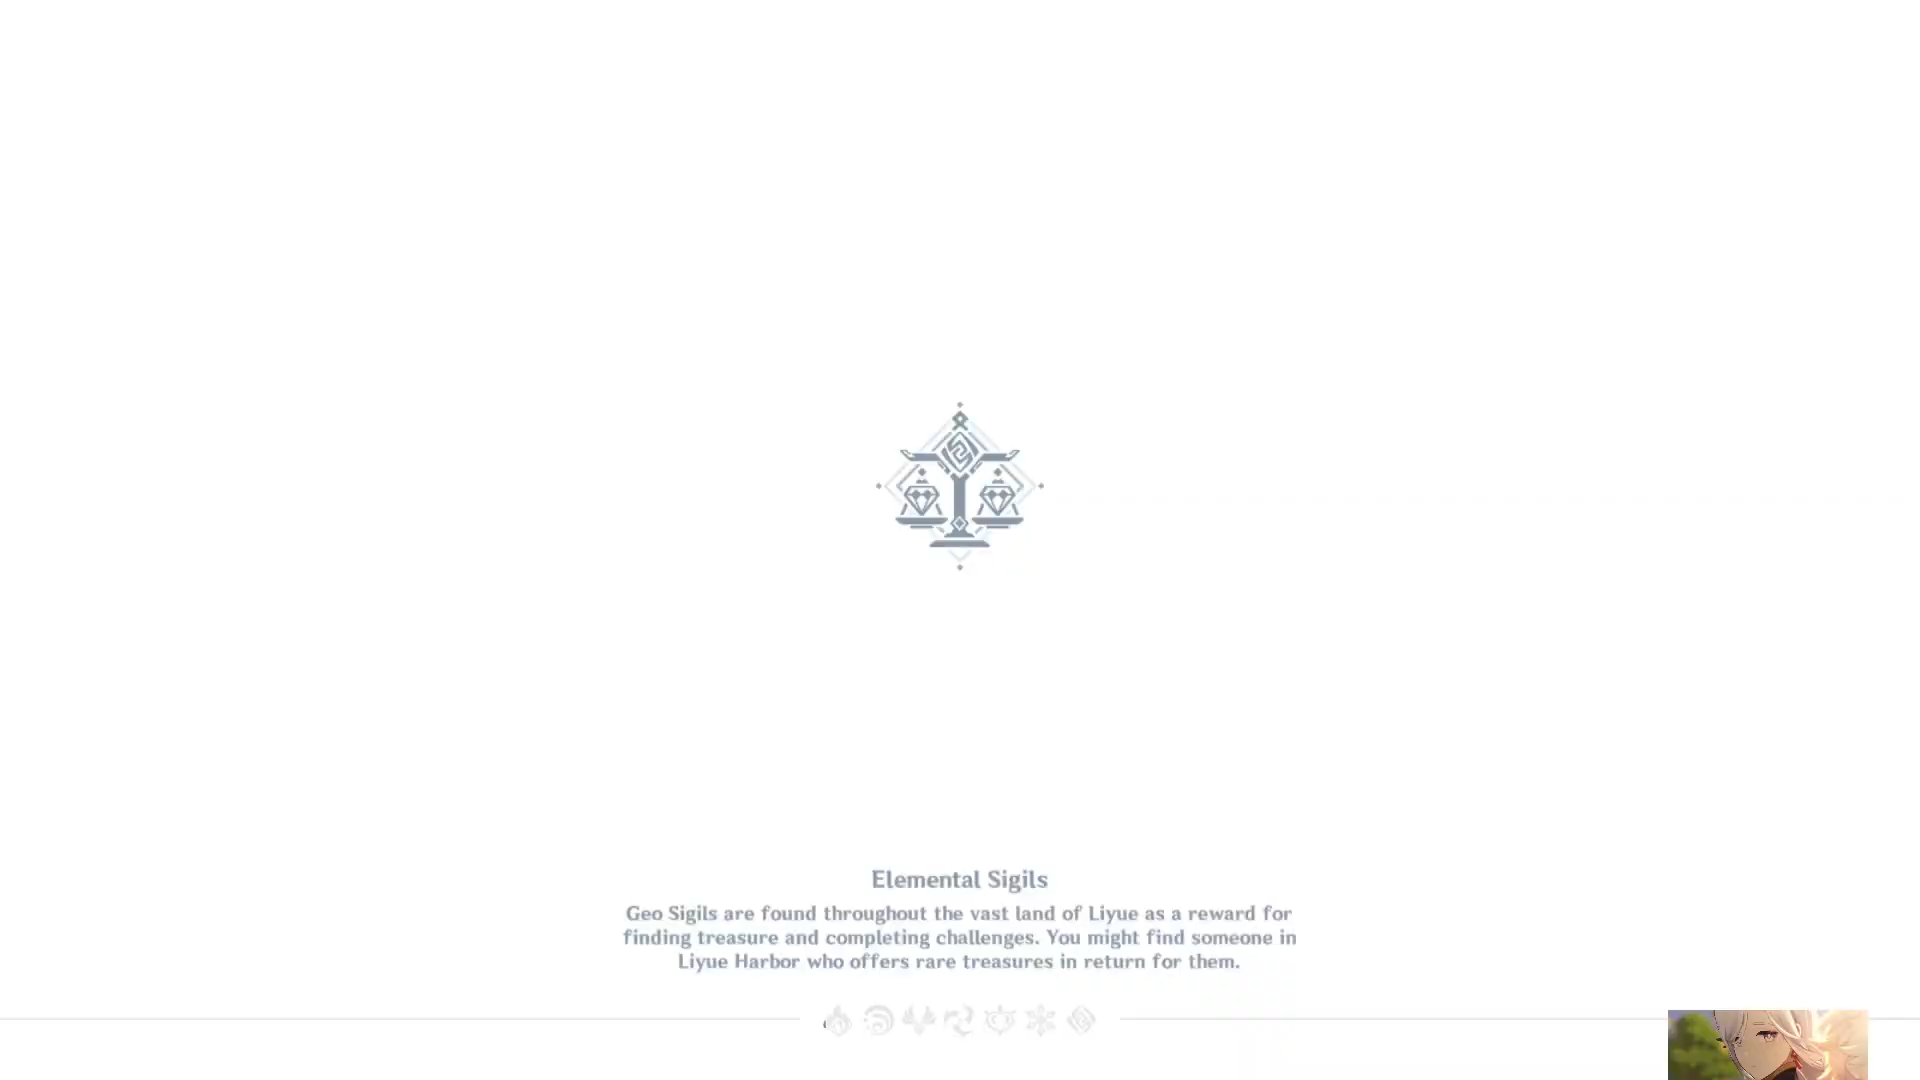 Elemental Sigils
Geo Sigils are found throughout the vast land of Liyue as a reward for
finding treasure and completing challenges. You might find someone in
Liyue Harbor who offers rare treasures in return for them.